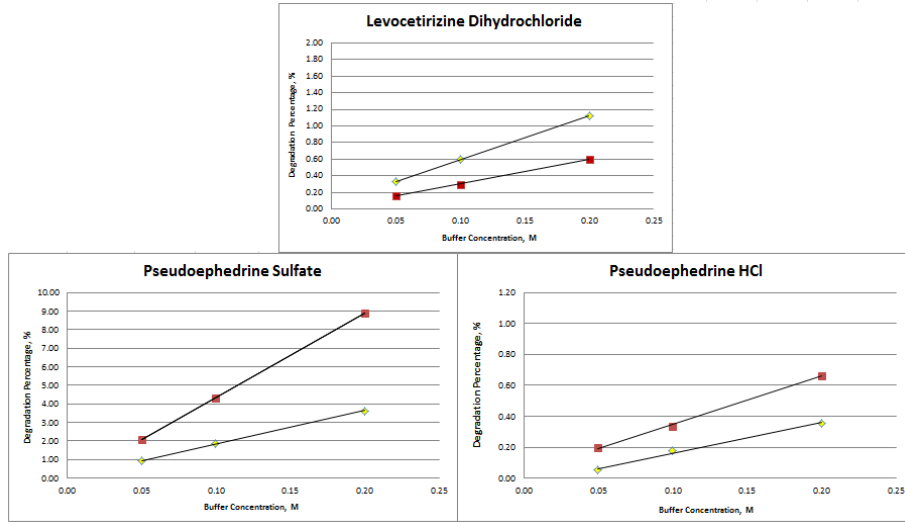 Levocetirizine Dihydrochloride
Degradation Percentage, %
2.00
1.80
1.60
1.40
1.20
1.00
0.80
0.60
0.40
0.20
0.00
0.00 0.05 0.10 0.15 0.20 0.25
Buffer Concentration, M
Pseudoephedrine Sulfate
Degradation Percentage, %
10.00
9.00
8.00
7.00
6.00
5.00
4.00
3.00
2.00
1.00
0.00
0.00 0.05 0.10 0.15 0.20 0.25
Buffer Concentration, M
Pseudoephedrine HCl
Degradation Percentage, %
1.20
1.00
0.80
0.60
0.40
0.20
0.00
0.00 0.05 0.10 0.15 0.20 0.25
Buffer Concentration, M